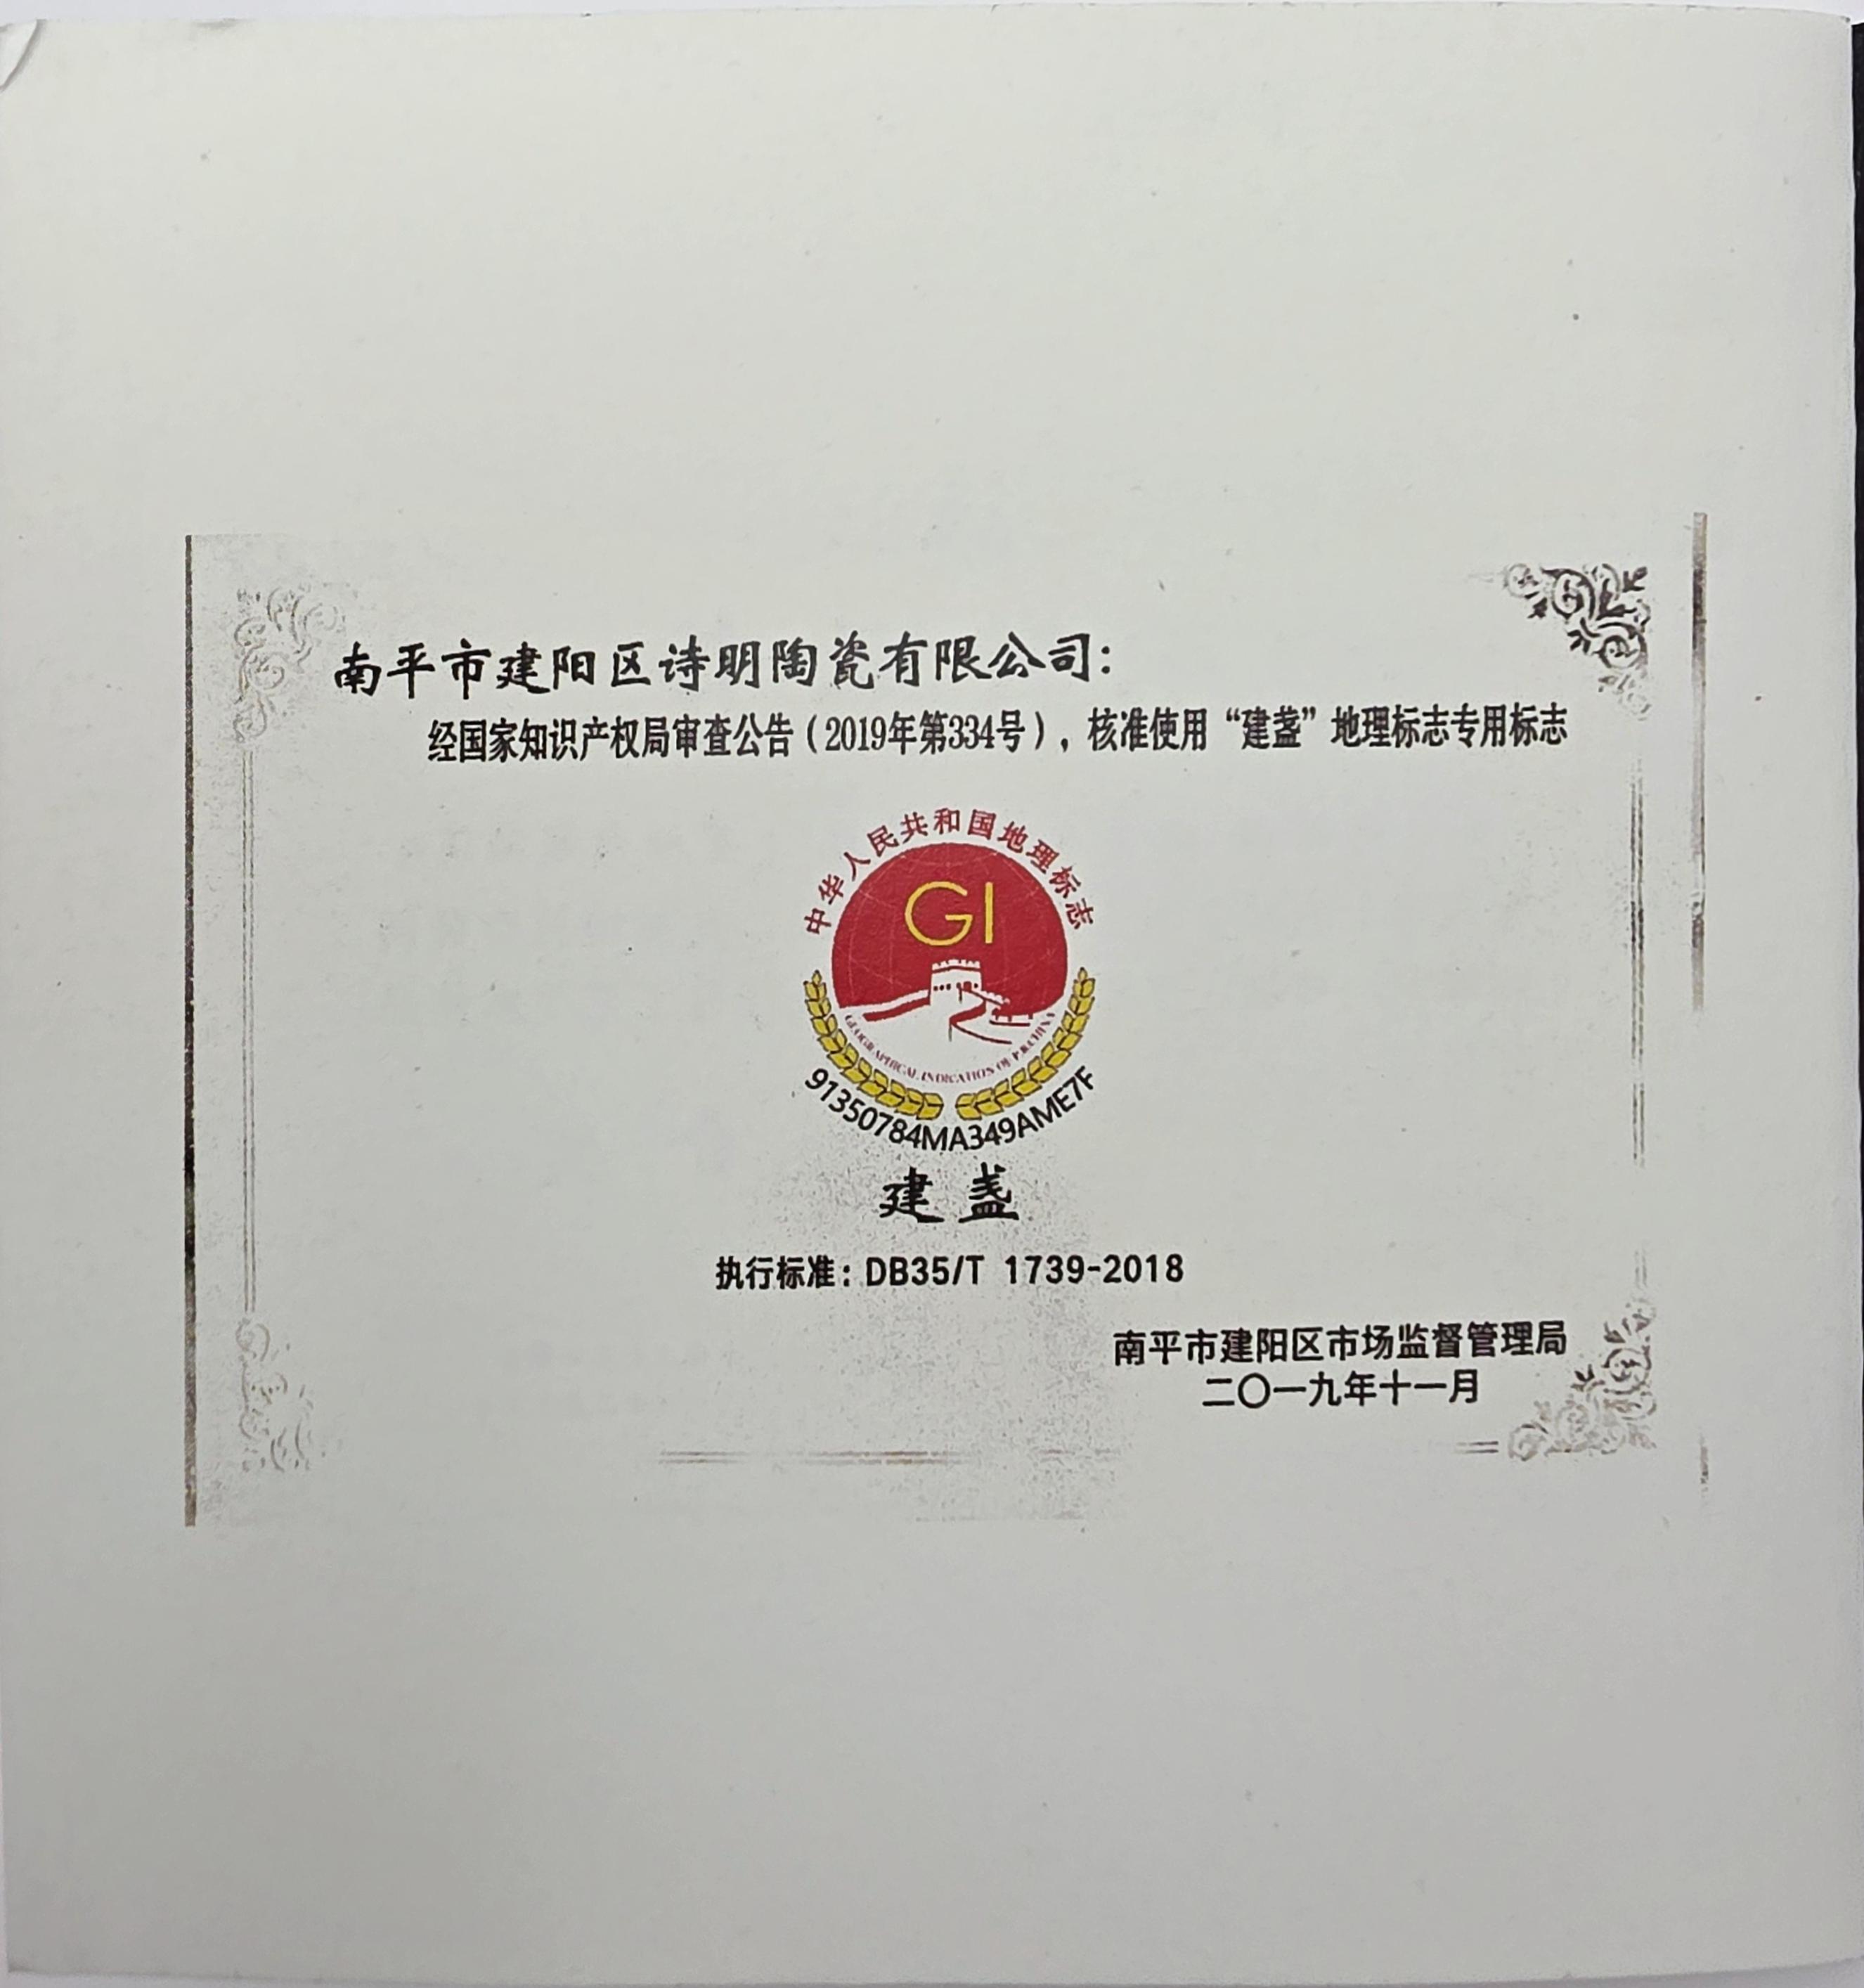 南平市建阳区诗明陶瓷有限公司：
经国家知识产权局审查公告（2019年第334号），核准使用“建盏”地理标志专用标志
中华人民共和国地理标志
GI
GEOGRAPHICAL INDICATION OF P.R.CHINA
91350784MA349AME7F
建盏
执行标准：DB35/T 1739-2018
南平市建阳区市场监督管理局
二〇一九年十一月